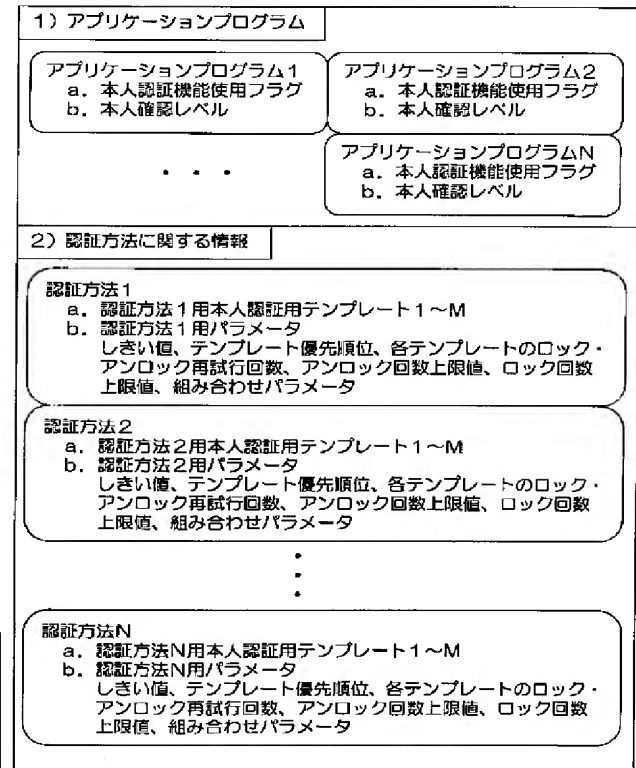 1)アプリケーションプログラム
アプリケーションプログラム1
a.本人認証機能使用フラグ
b.本人確認レベル
アプリケーションプログラム2
a.本人認証機能使用フラグ
b.本人確認レベル
・・・
アプリケーションプログラムN
a.本人認証機能使用フラグ
b.本人確認レベル
2)認証方法に関する情報
認証方法1
a.認証方法1用本人認証用テンプレート1~M
b.認証方法1用パラメータ
しきい値、テンプレート優先順位、各テンプレートのロック・
アンロック再試行回数、アンロック回数上限値、ロック回数
上限値、組み合わせパラメータ
認証方法2
a.認証方法2用本人認証用テンプレート1~M
b.認証方法2用パラメータ
しきい値、テンプレート優先順位、各テンプレートのロック・
アンロック再試行回数、アンロック回数上限値、ロック回数
上限値、組み合わせパラメータ
・
・
・
認証方法N
a.認証方法N用本人認証用テンプレート1~M
b.認証方法N用パラメータ
しきい値、テンプレート優先順位、各テンプレートのロック・
アンロック再試行回数、アンロック回数上限値、ロック回数
上限値、組み合わせパラメータ